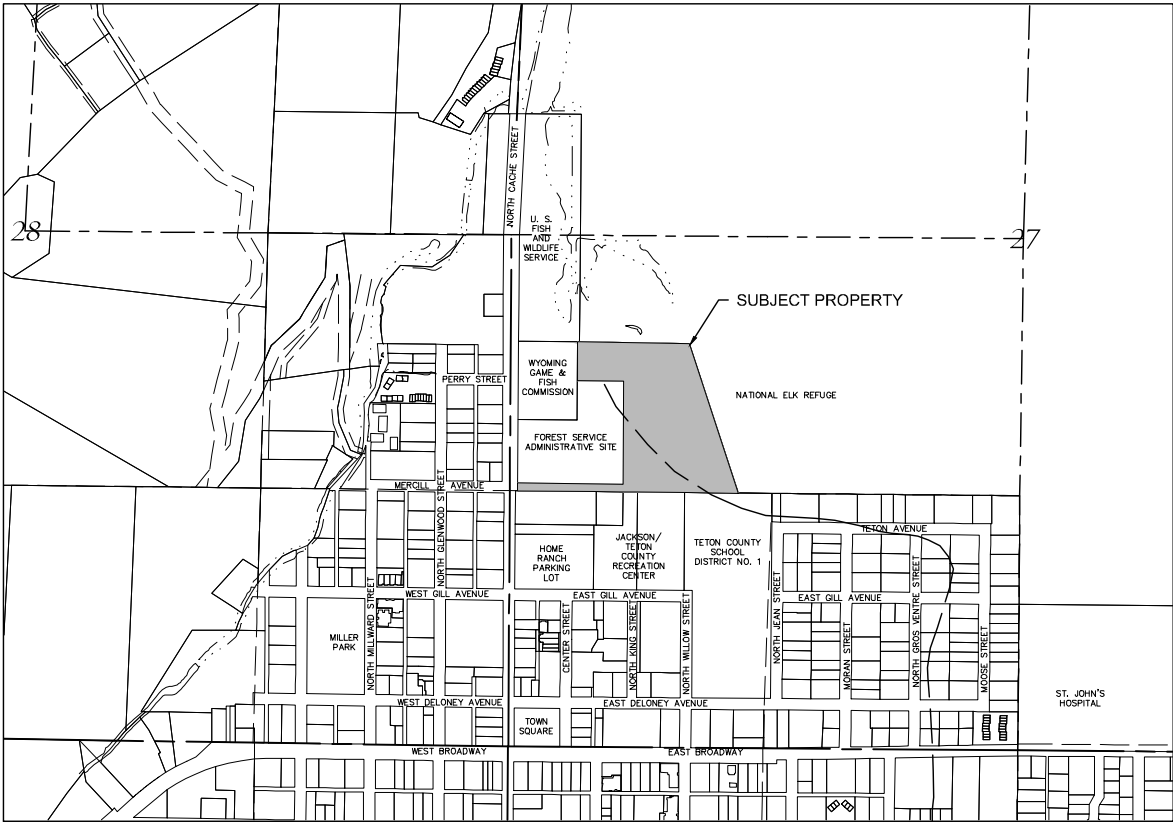 NORTH CACHE STREET
U. S.
FISH
AND
WILDLIFE
SERVICE
28
27
SUBJECT PROPERTY
WYOMING
GAME &
FISH
COMMISSION
PERRY STREET
NATIONAL ELK REFUGE
FOREST SERVICE
ADMINISTRATIVE SITE
MERCILL AVENUE
NORTH GLENWOOD STREET
TETON AVENUE
HOME
RANCH
PARKING
LOT
JACKSON/
TETON
COUNTY
RECREATION
CENTER
TETON COUNTY
SCHOOL
DISTRICT NO. 1
WEST GILL AVENUE
EAST GILL AVENUE
EAST GILL AVENUE
NORTH MILLWARD STREET
MILLER
PARK
CENTER STREET
NORTH KING STREET
NORTH WILLOW STREET
NORTH JEAN STREET
MORAN STREET
NORTH GROS VENTRE STREET
MOOSE STREET
ST. JOHN'S
HOSPITAL
WEST DELONEY AVENUE
EAST DELONEY AVENUE
TOWN
SQUARE
WEST BROADWAY
EAST BROADWAY